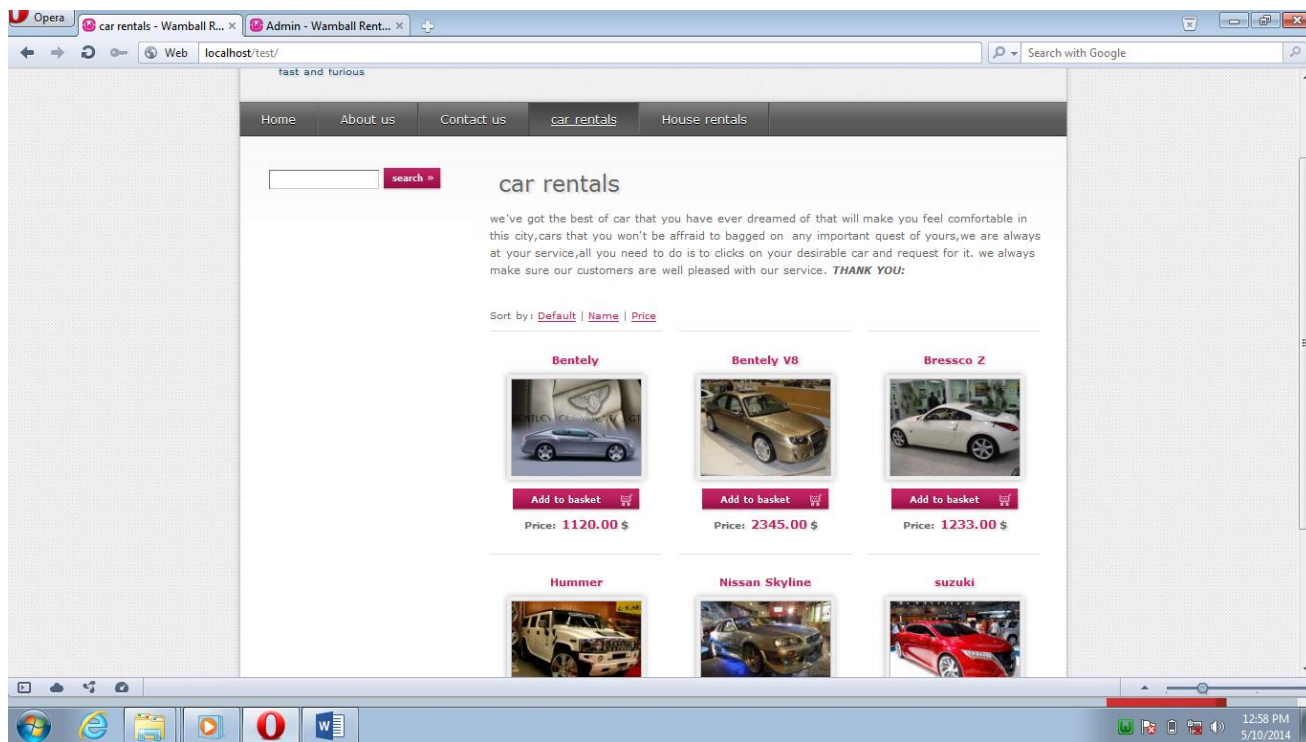 Opera
car rentals - Wamball R...
Admin - Wamball Rent...
Web localhost/test/
Search with Google
fast and furious
Home About us Contact us car rentals House rentals
search »
car rentals
we've got the best of car that you have ever dreamed of that will make you feel comfortable in
this city,cars that you won't be affraid to bagged on any important quest of yours,we are always
at your service,all you need to do is to clicks on your desirable car and request for it. we always
make sure our customers are well pleased with our service. THANK YOU:
Sort by: Default | Name | Price
Bentely Bentely V8 Bressco Z
Add to basket Add to basket Add to basket
Price: 1120.00 $ Price: 2345.00 $ Price: 1233.00 $
Hummer Nissan Skyline suzuki
12:58 PM
5/10/2014